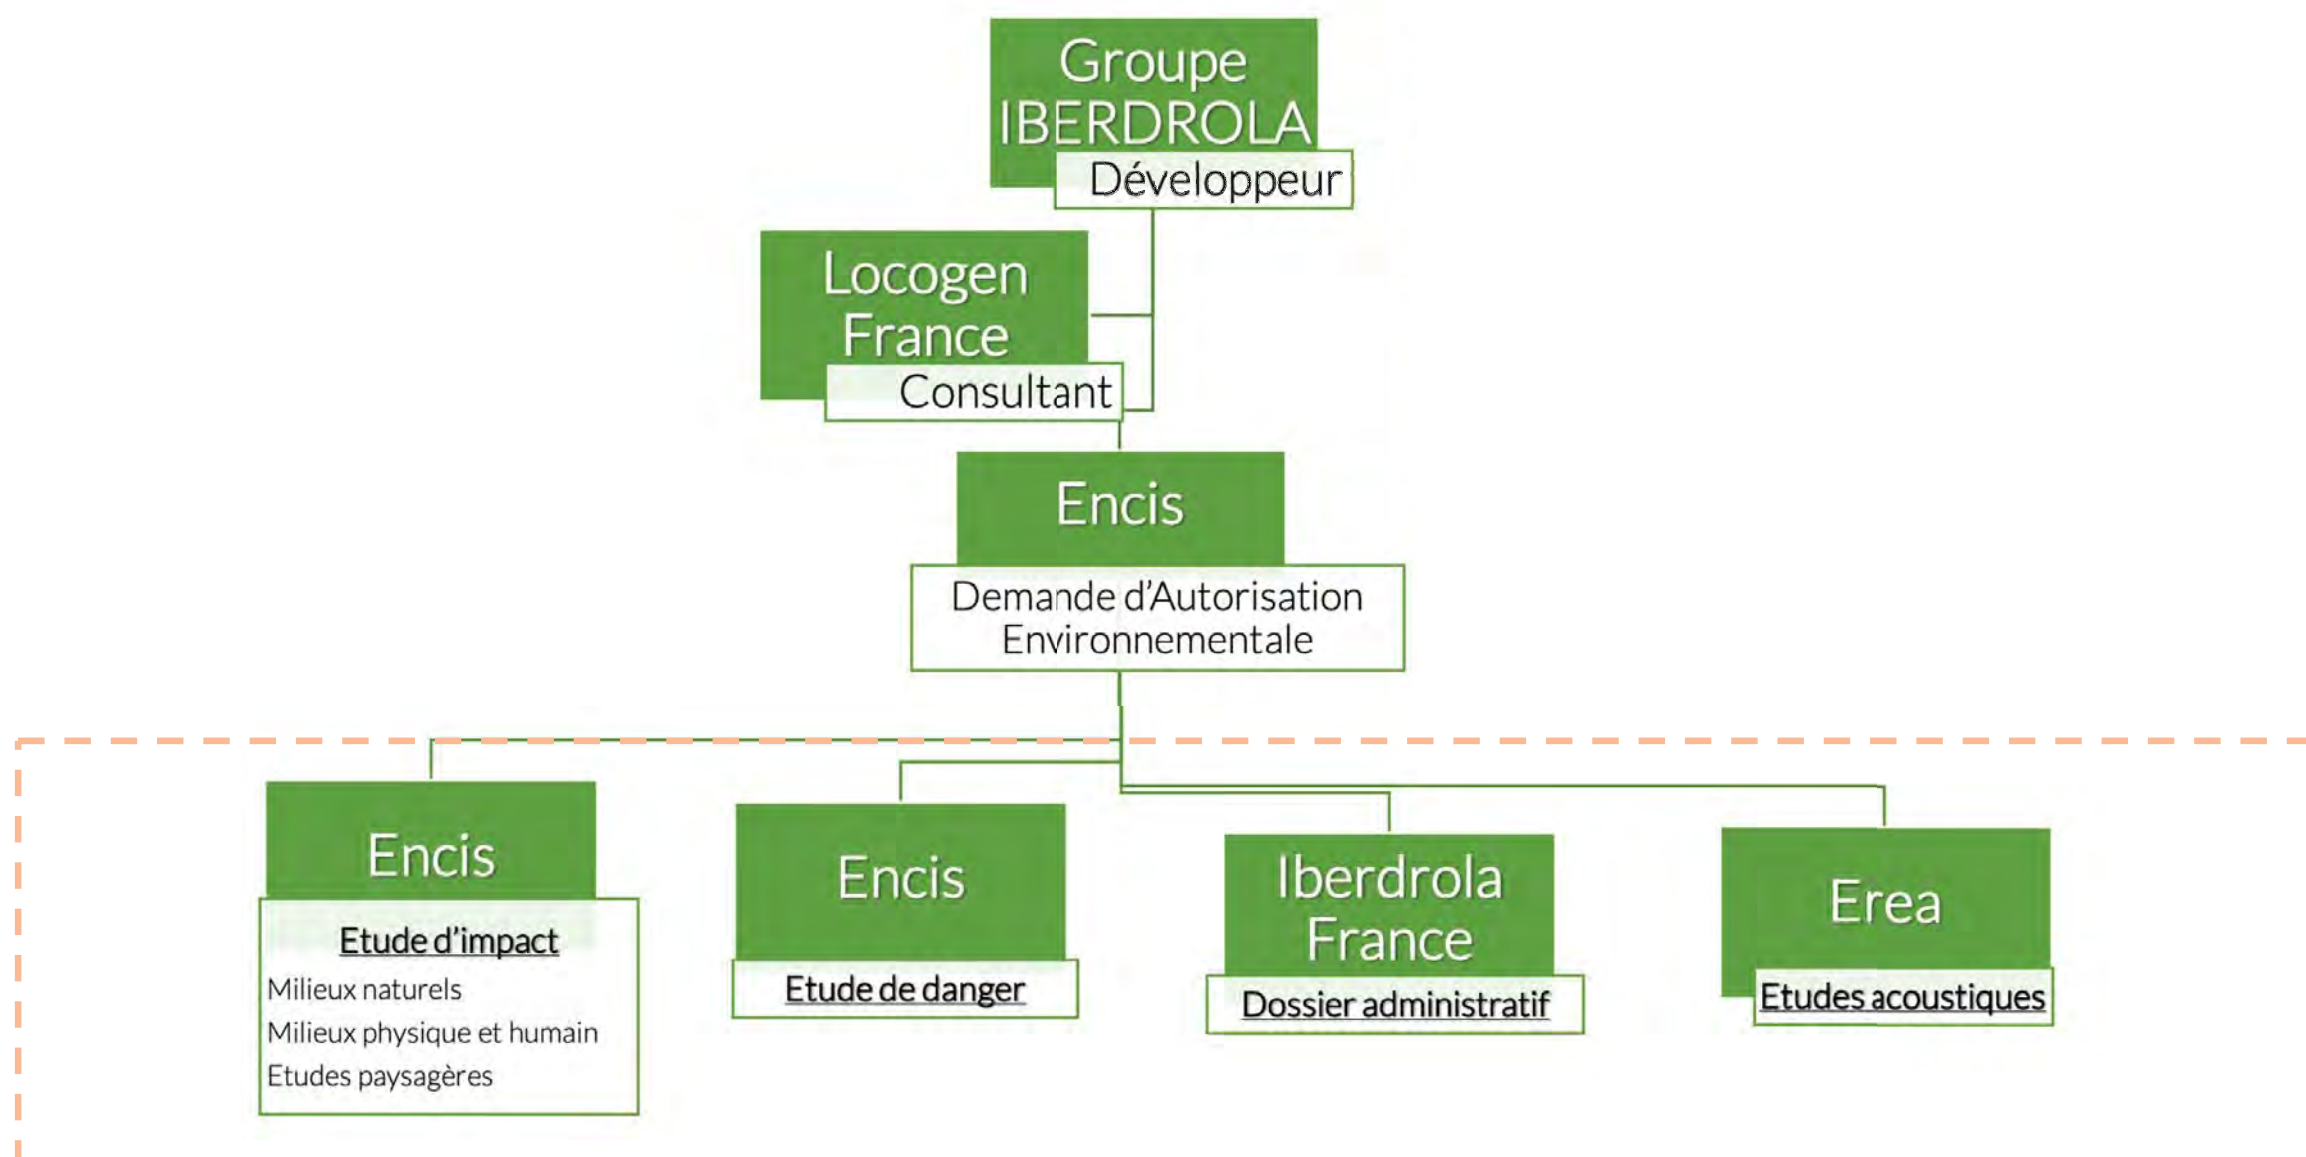 Groupe
IBERDROLA
Développeur
Locogen
France
Consultant
Encis
Demande d'Autorisation
Environnementale
Encis
Etude d'impact
Milieux naturels
Milieux physique et humain
Etudes paysagères
Encis
Etude de danger
Iberdrola
France
Dossier administratif
Erea
Etudes acoustiques